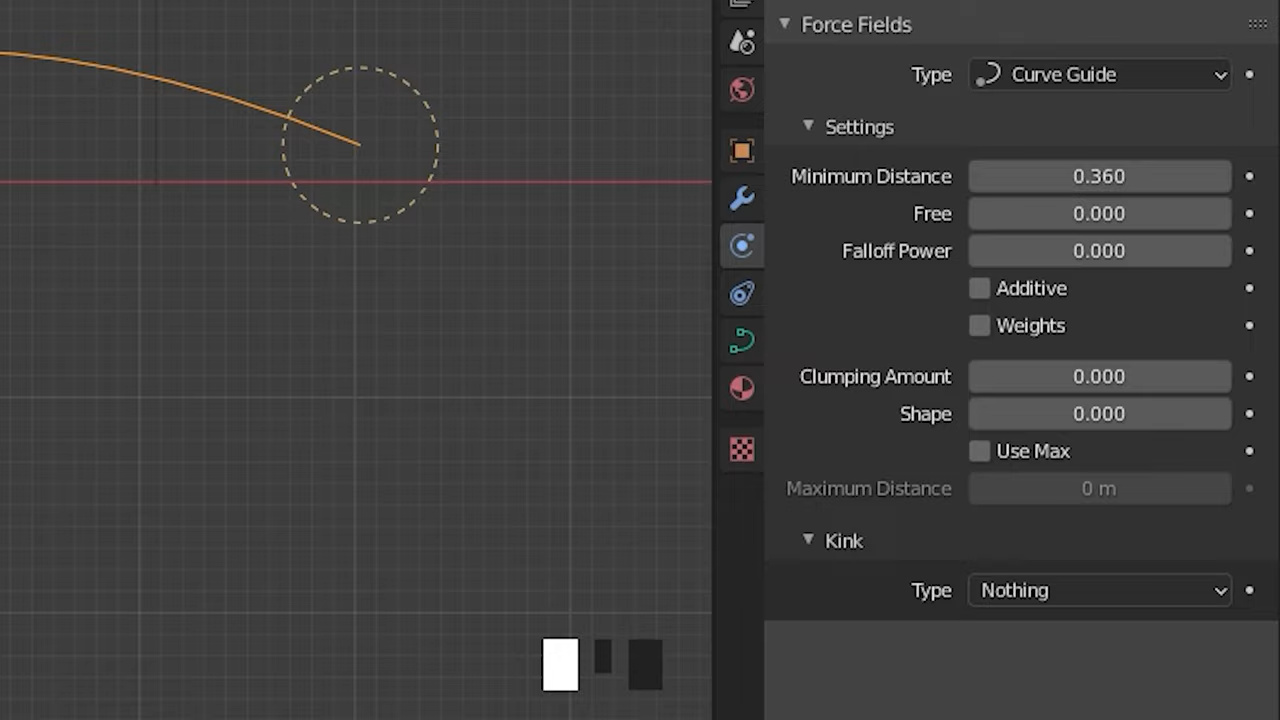 Force Fields
Type Curve Guide
Settings
Minimum Distance 0.360
Free 0.000
Falloff Power 0.000
Additive
Weights
Clumping Amount 0.000
Shape 0.000
Use Max
Maximum Distance 0 m
Kink
Type Nothing